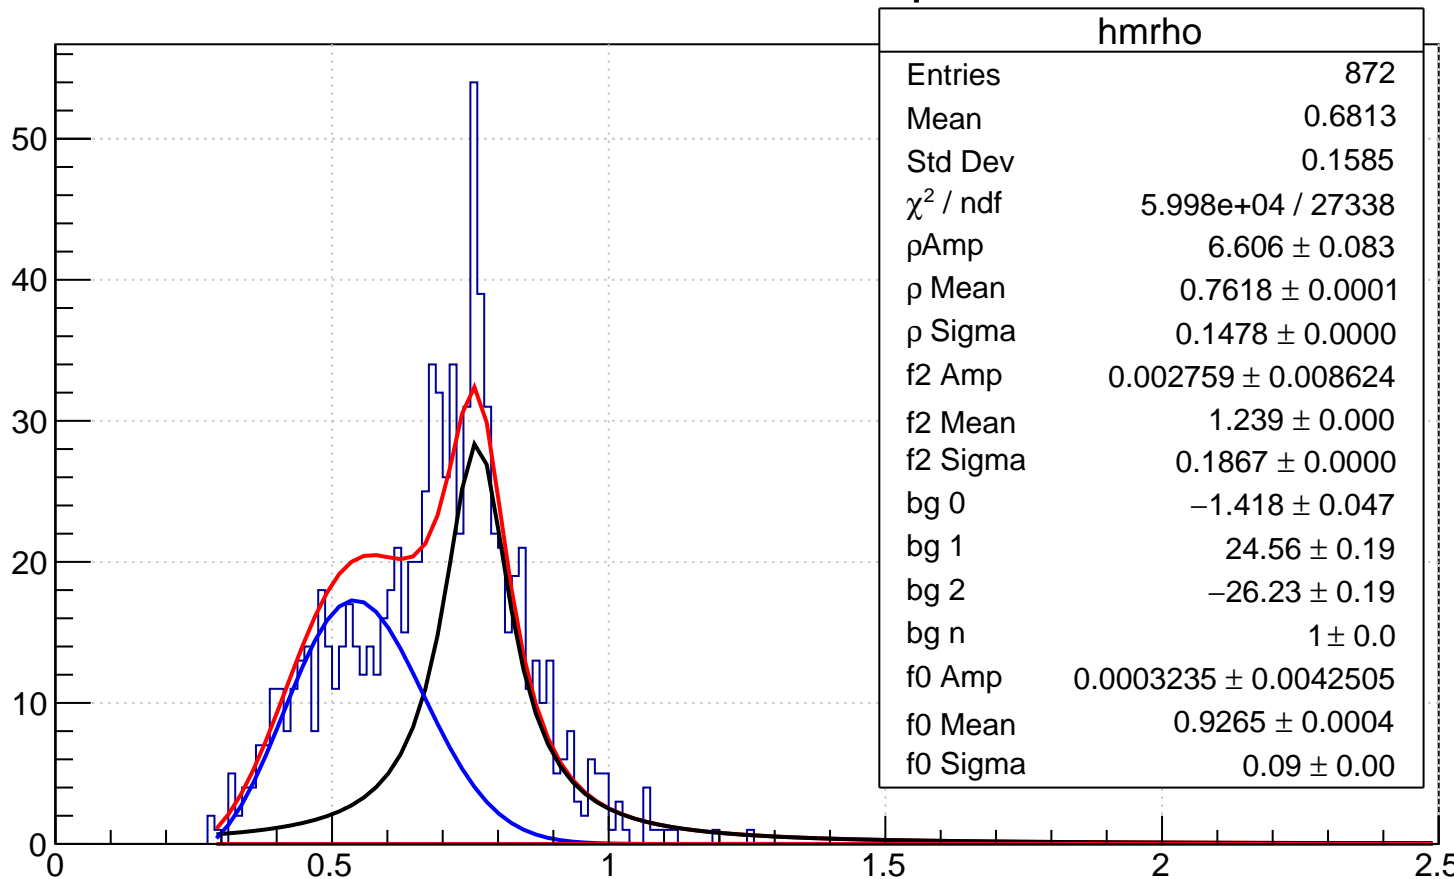 hmrho
Entries 872
Mean 0.6813
Std Dev 0.1585
χ² / ndf 5.998e+04 / 27338
ρAmp 6.606 ± 0.083
ρ Mean 0.7618 ± 0.0001
ρ Sigma 0.1478 ± 0.0000
f2 Amp 0.002759 ± 0.008624
f2 Mean 1.239 ± 0.000
f2 Sigma 0.1867 ± 0.0000
bg 0 −1.418 ± 0.047
bg 1 24.56 ± 0.19
bg 2 −26.23 ± 0.19
bg n 1± 0.0
f0 Amp 0.0003235 ± 0.0042505
f0 Mean 0.9265 ± 0.0004
f0 Sigma 0.09 ± 0.00
50
40
30
20
10
0
0 0.5 1 1.5 2 2.5